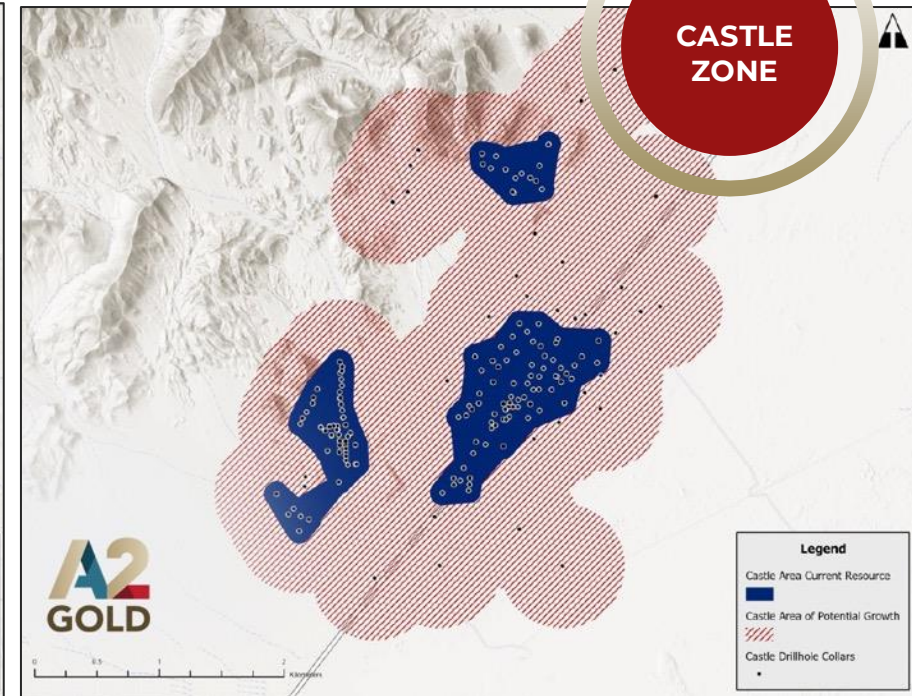 CASTLE
ZONE
A2
GOLD
0 0.5 1 2
Kilometers
Legend
Castle Area Current Resource
Castle Area of Potential Growth
Castle Drillhole Collars